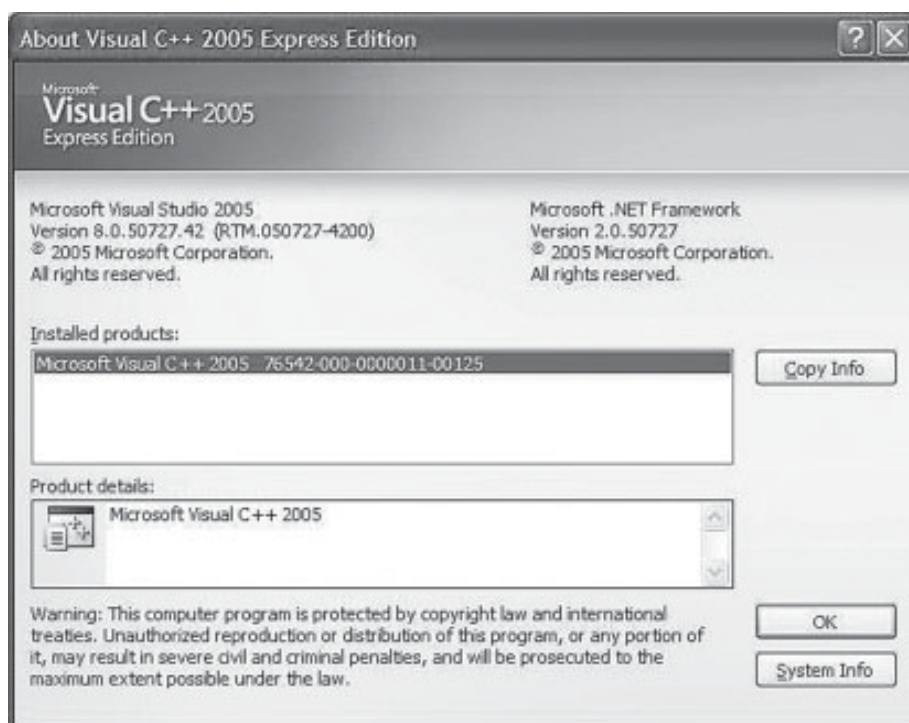 About Visual C++ 2005 Express Edition
Microsoft
Visual C++ 2005
Express Edition
Microsoft Visual Studio 2005
Version 8.0.50727.42 (RTM.050727-4200)
© 2005 Microsoft Corporation.
All rights reserved.
Microsoft .NET Framework
Version 2.0.50727
© 2005 Microsoft Corporation.
All rights reserved.
Installed products:
Microsoft Visual C++ 2005 76542-000-0000011-00125
Copy Info
Product details:
Microsoft Visual C++ 2005
Warning: This computer program is protected by copyright law and international
treaties. Unauthorized reproduction or distribution of this program, or any portion of
it, may result in severe civil and criminal penalties, and will be prosecuted to the
maximum extent possible under the law.
OK
System Info